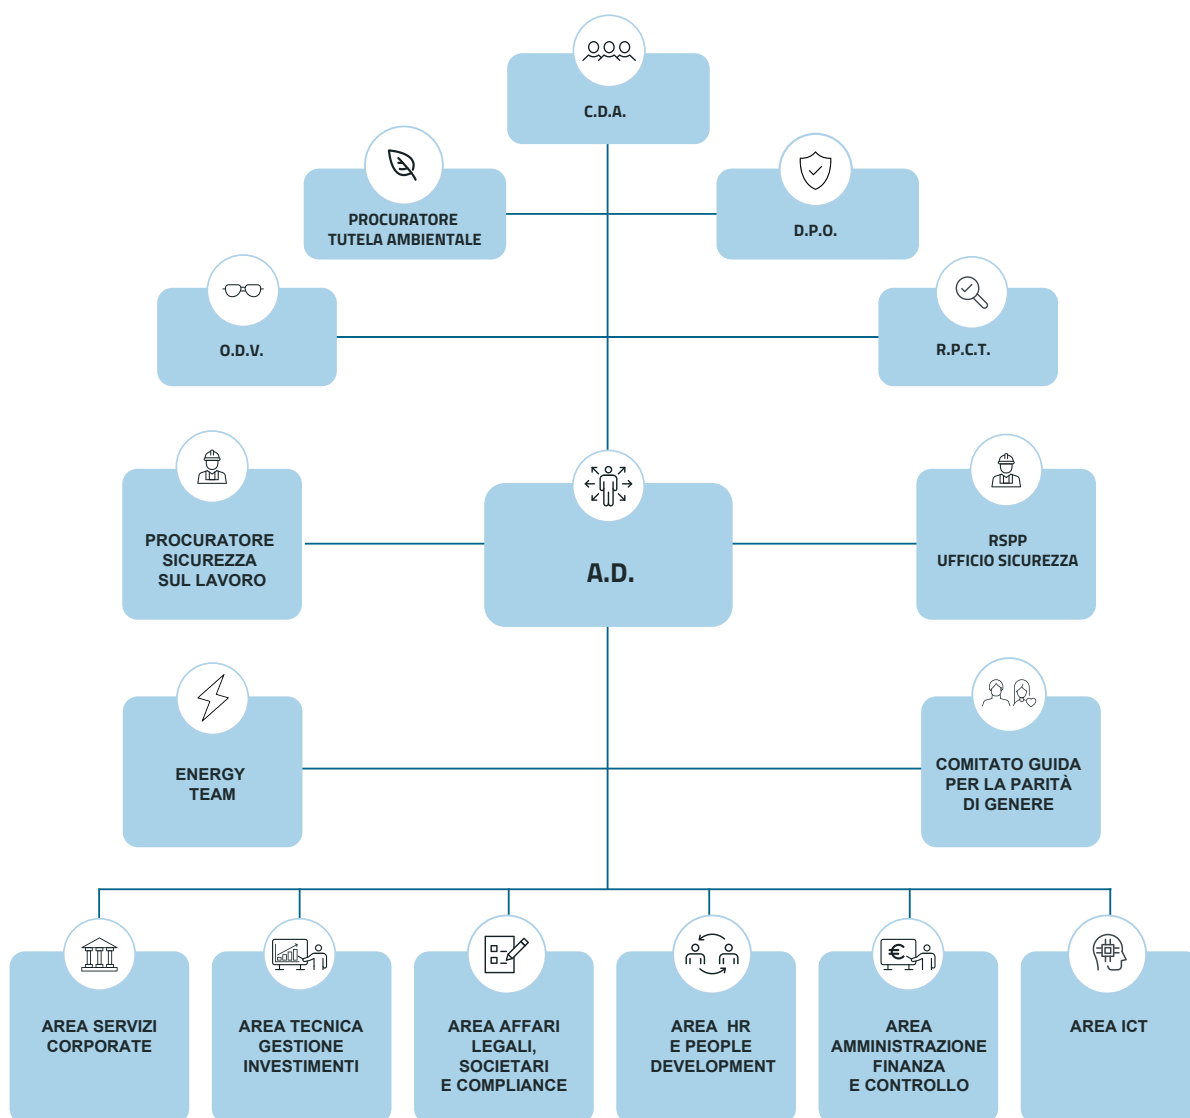 C.D.A.
PROCURATORE
TUTELA AMBIENTALE
D.P.O.
O.D.V.
R.P.C.T.
PROCURATORE
SICUREZZA
SUL LAVORO
A.D.
RSPP
UFFICIO SICUREZZA
ENERGY
TEAM
COMITATO GUIDA
PER LA PARITÀ
DI GENERE
AREA SERVIZI
CORPORATE
AREA TECNICA
GESTIONE
INVESTIMENTI
AREA AFFARI
LEGALI,
SOCIETARI
E COMPLIANCE
AREA HR
E PEOPLE
DEVELOPMENT
€
AREA
AMMINISTRAZIONE
FINANZA
E CONTROLLO
AREA ICT